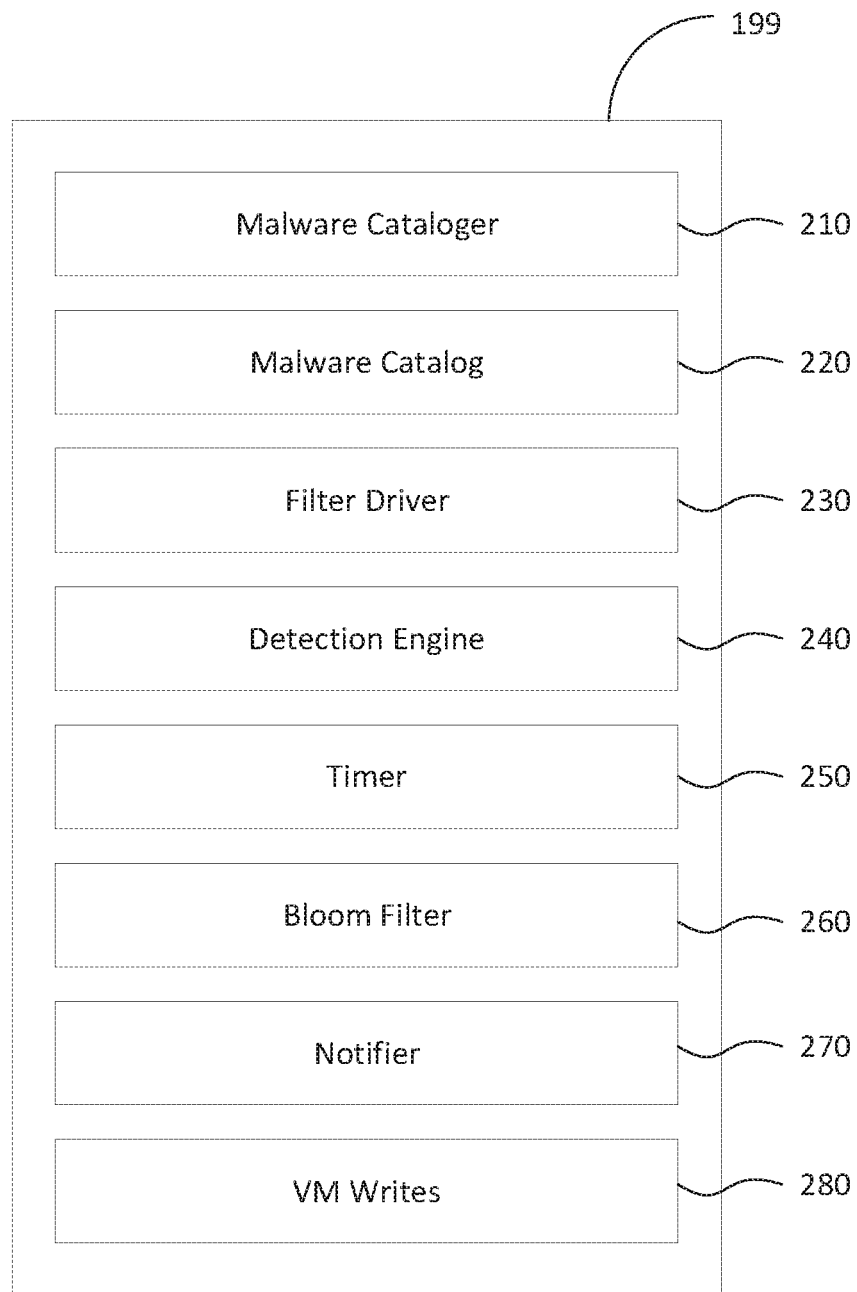 199
Malware Cataloger 210
Malware Catalog 220
Filter Driver 230
Detection Engine 240
Timer 250
Bloom Filter 260
Notifier 270
VM Writes 280